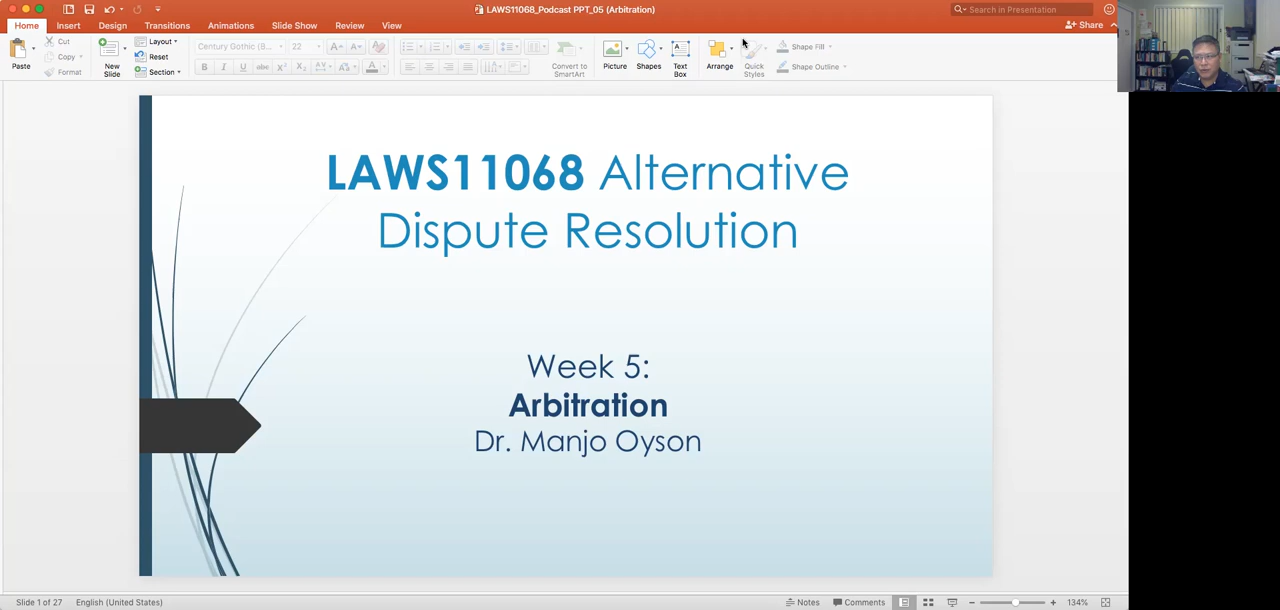 LAWS11068_Podcast PPT_05 (Arbitration)
Search in Presentation
Home Insert Design Transitions Animations Slide Show Review View
Share
Paste
Cut
Copy
Format
New Slide
Layout
Reset
Section
Century Gothic (B... 22
Convert to SmartArt
Picture
Shapes
Text Box
Arrange
Quick Styles
Shape Fill
Shape Outline
LAWS11068 Alternative
Dispute Resolution
Week 5:
Arbitration
Dr. Manjo Oyson
Slide 1 of 27 English (United States) Notes Comments 134%